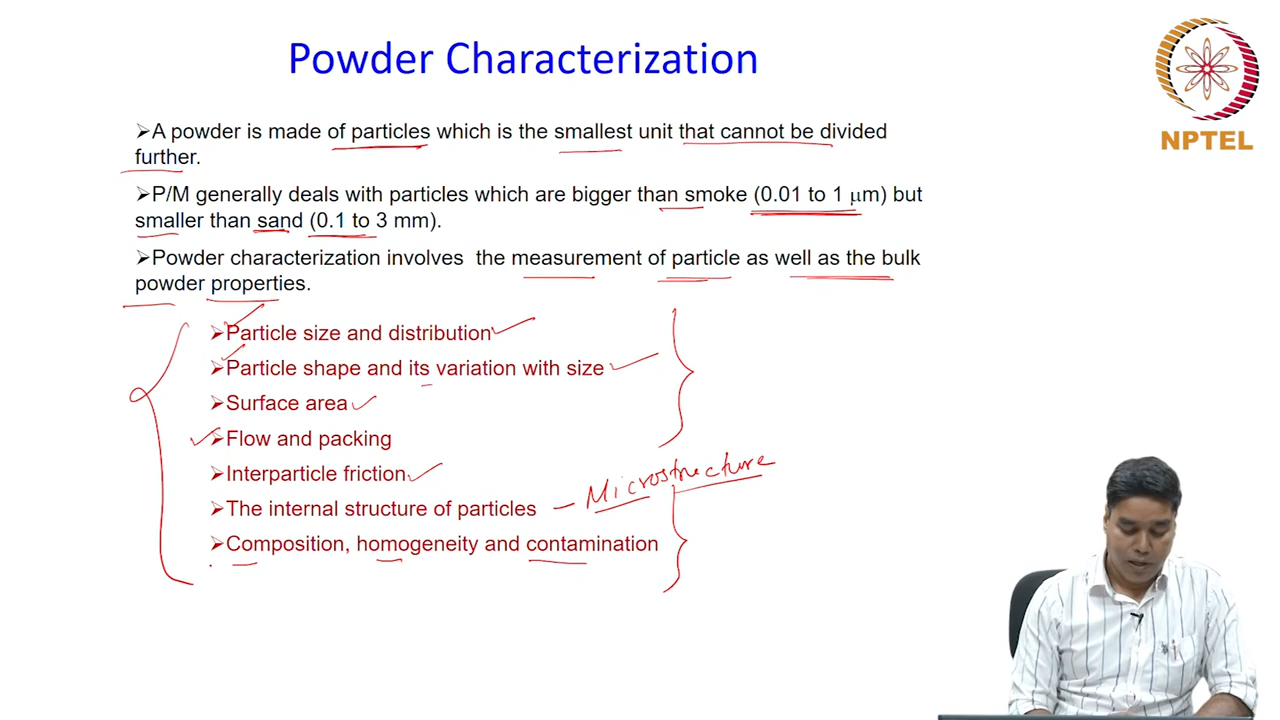 Powder Characterization
NPTEL
➢A powder is made of particles which is the smallest unit that cannot be divided
further.
➢P/M generally deals with particles which are bigger than smoke (0.01 to 1 μm) but
smaller than sand (0.1 to 3 mm).
➢Powder characterization involves the measurement of particle as well as the bulk
powder properties.
➢Particle size and distribution
➢Particle shape and its variation with size
➢Surface area
➢Flow and packing
➢Interparticle friction
➢The internal structure of particles - Microstructure
➢Composition, homogeneity and contamination